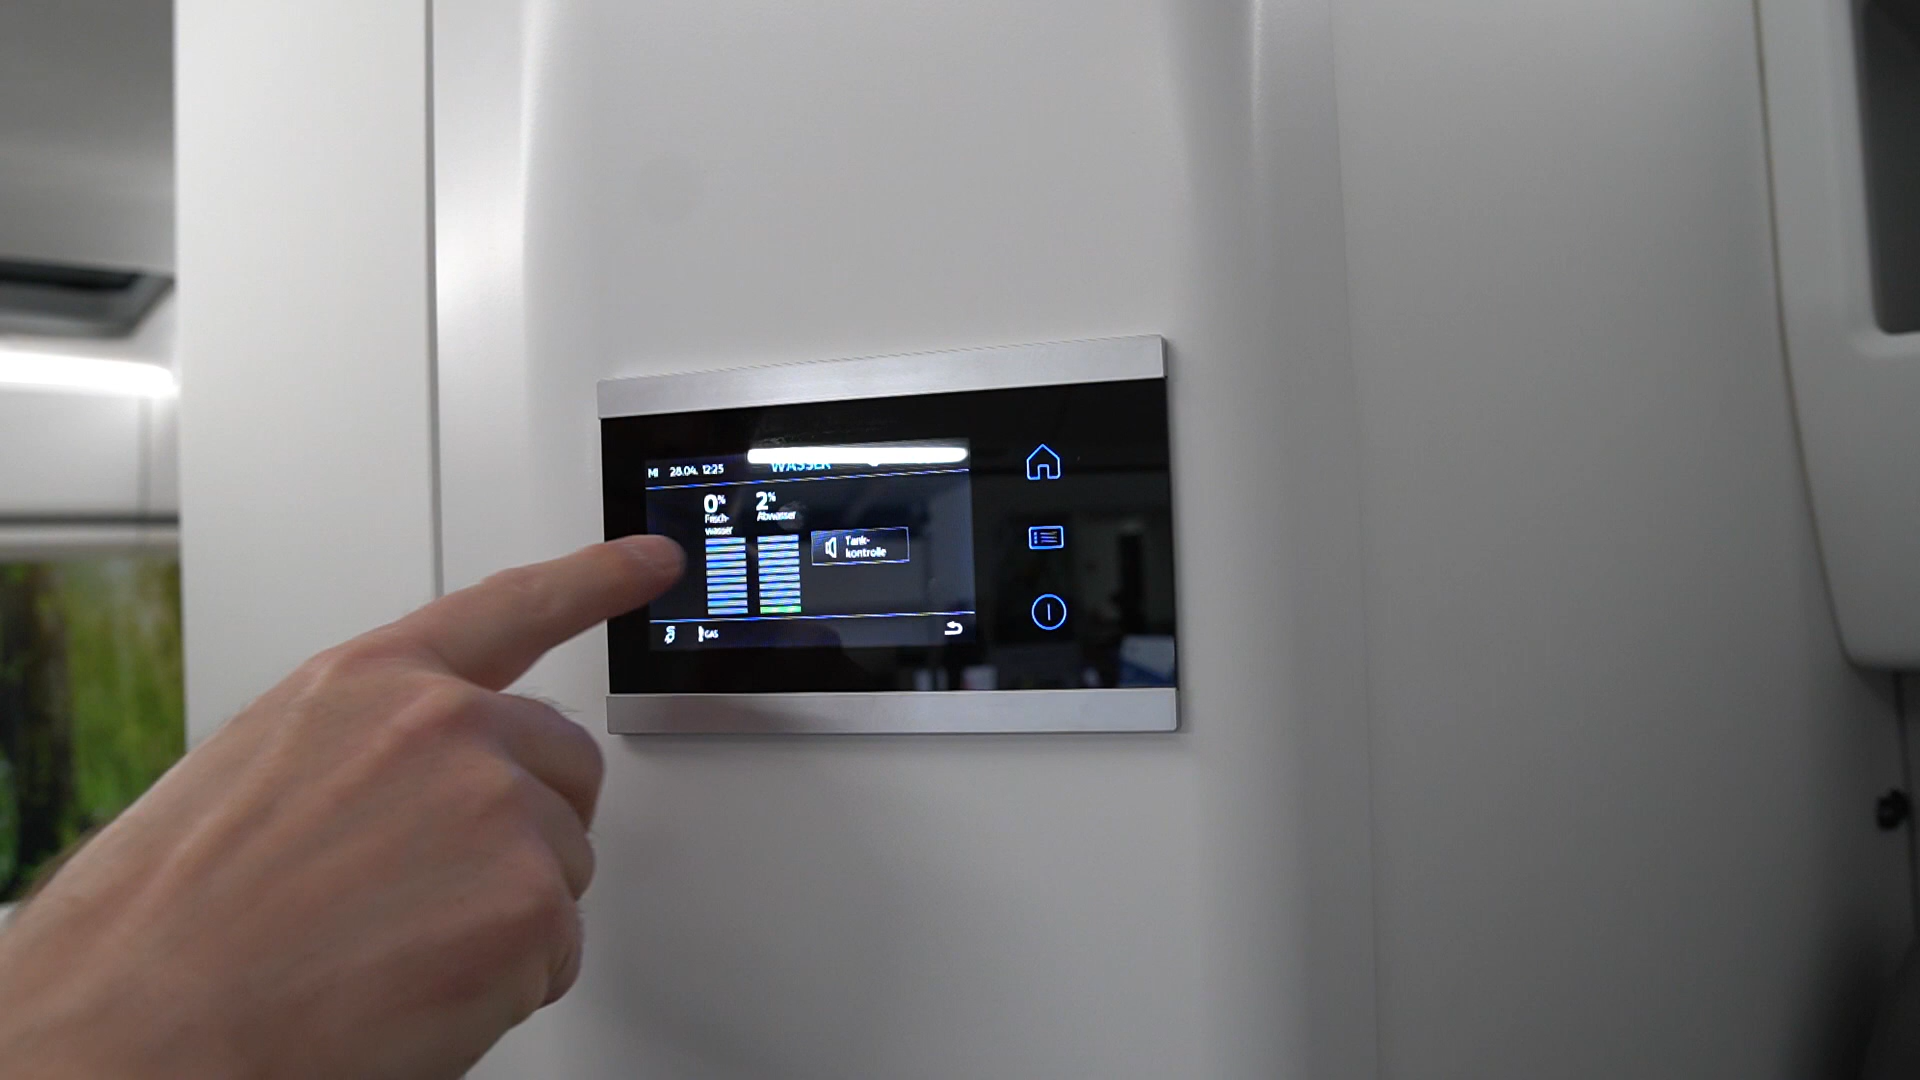 MI 28.04. 12:25 WASSER
0% 2%
Frisch-
wasser
Abwasser
Tank-
kontrolle
GAS